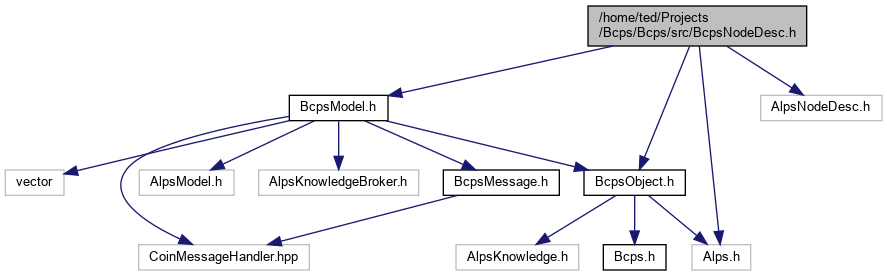 /home/ted/Projects
/Bcps/Bcps/src/BcpsNodeDesc.h
BcpsModel.h
AlpsNodeDesc.h
vector
AlpsModel.h
AlpsKnowledgeBroker.h
BcpsMessage.h
BcpsObject.h
CoinMessageHandler.hpp
AlpsKnowledge.h
Bcps.h
Alps.h